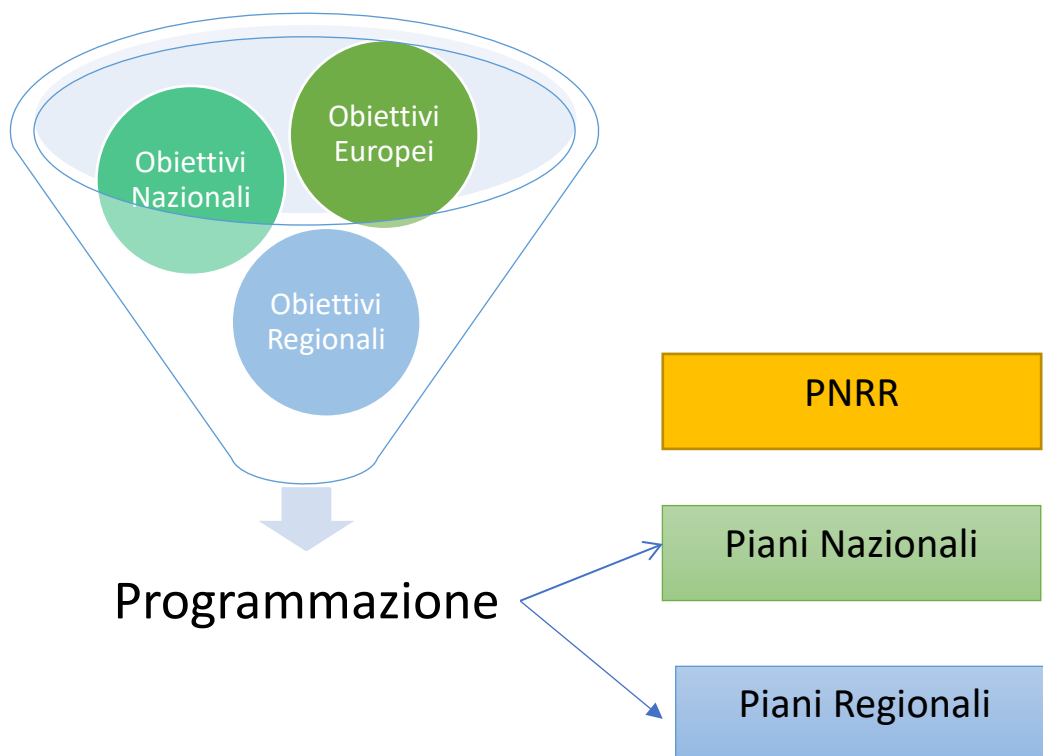 Obiettivi
Europei
Obiettivi
Nazionali
Obiettivi
Regionali
PNRR
Piani Nazionali
Programmazione
Piani Regionali